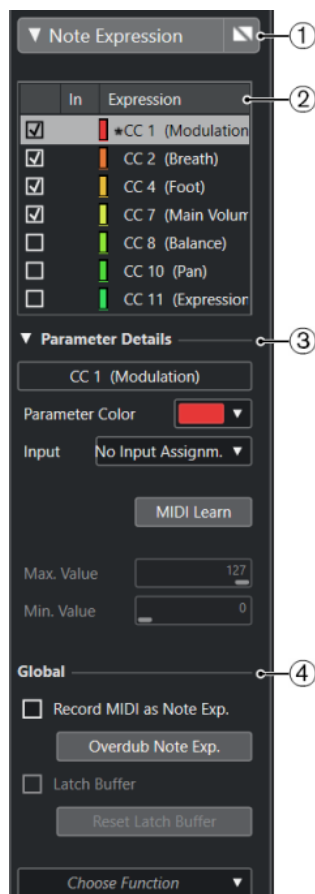 Note Expression
1
In Expression
2
*CC 1 (Modulation
CC 2 (Breath)
CC 4 (Foot)
CC 7 (Main Volum
CC 8 (Balance)
CC 10 (Pan)
CC 11 (Expression
Parameter Details
3
CC 1 (Modulation)
Parameter Color
Input No Input Assignm.
MIDI Learn
Max. Value 127
Min. Value 0
Global
4
Record MIDI as Note Exp.
Overdub Note Exp.
Latch Buffer
Reset Latch Buffer
Choose Function